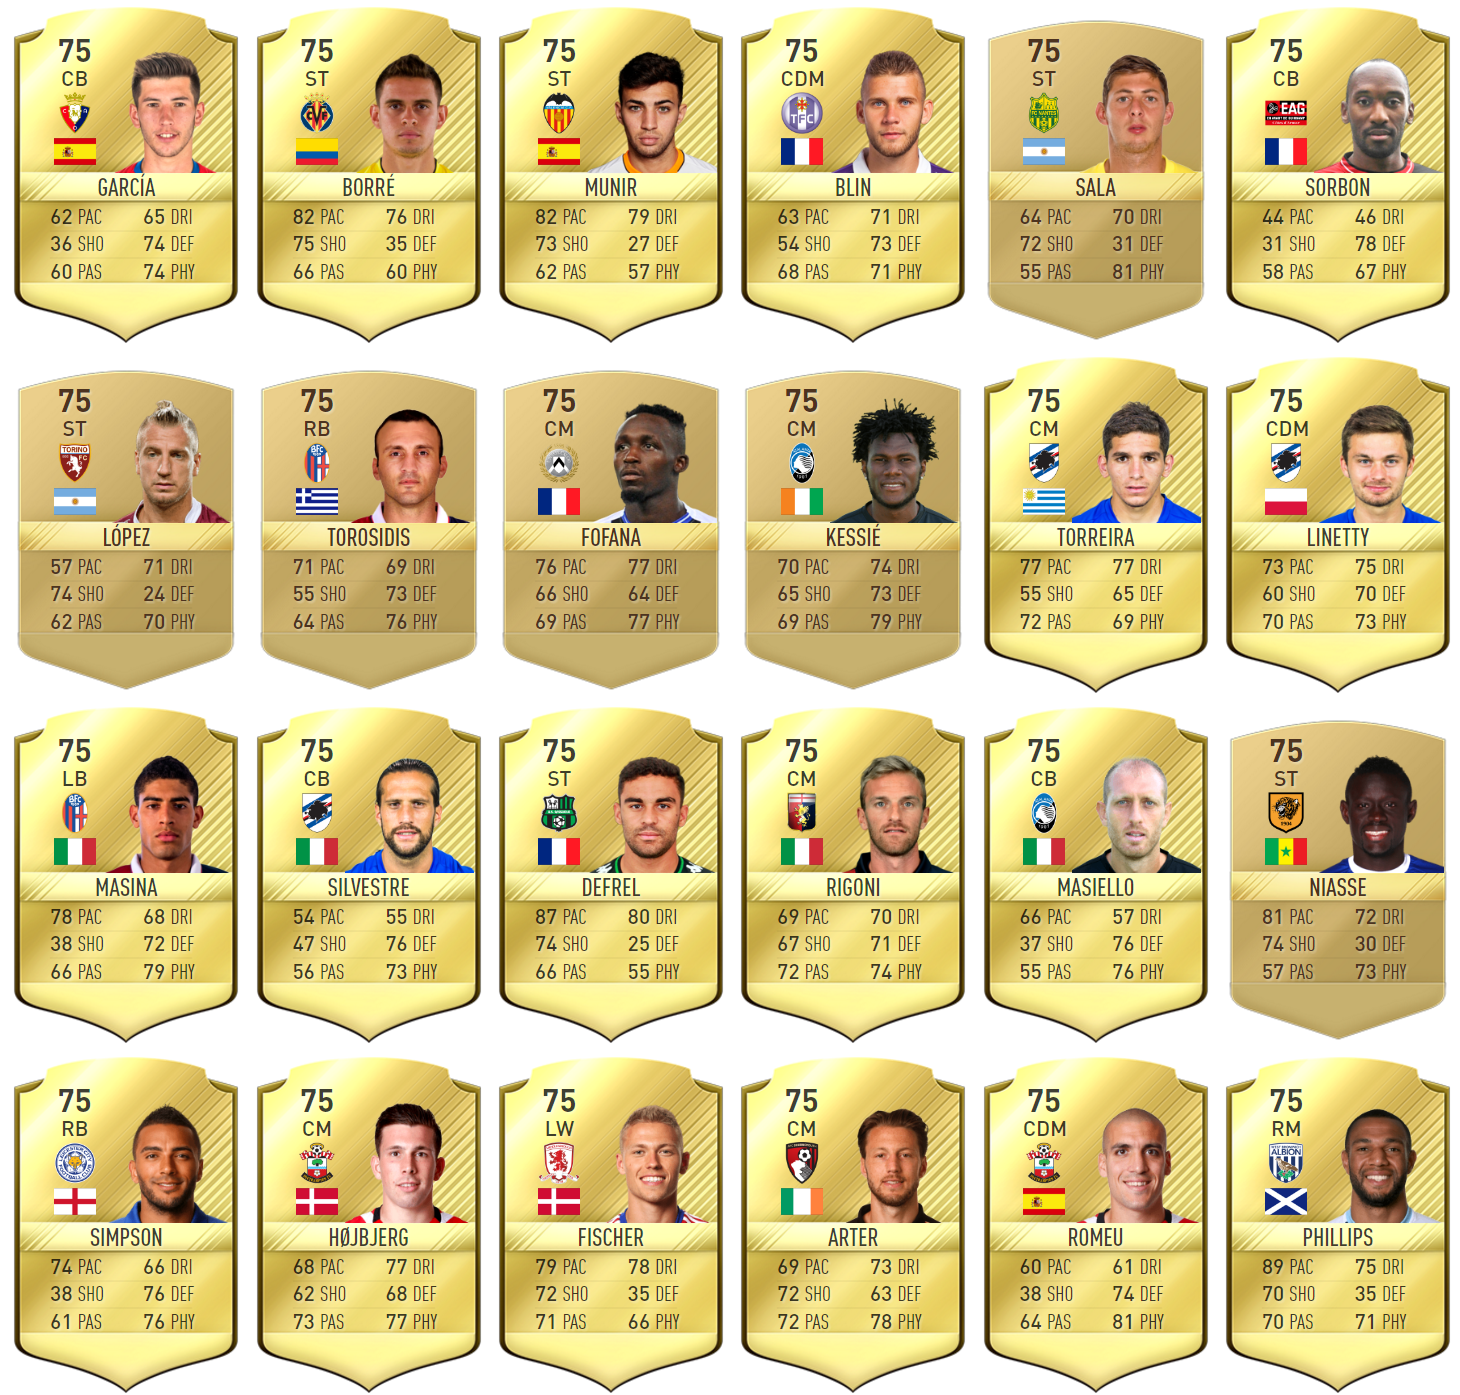 75
CB
GARCÍA
62 PAC 65 DRI
36 SHO 74 DEF
60 PAS 74 PHY
75
ST
BORRÉ
82 PAC 76 DRI
75 SHO 35 DEF
66 PAS 60 PHY
75
ST
MUNIR
82 PAC 79 DRI
73 SHO 27 DEF
62 PAS 57 PHY
75
CDM
TFC
BLIN
63 PAC 71 DRI
54 SHO 73 DEF
68 PAS 71 PHY
75
ST
FC NANTES
SALA
64 PAC 70 DRI
72 SHO 31 DEF
55 PAS 81 PHY
75
CB
EAG
SORBON
44 PAC 46 DRI
31 SHO 78 DEF
58 PAS 67 PHY
75
ST
TORINO
FC
LÓPEZ
57 PAC 71 DRI
74 SHO 24 DEF
62 PAS 70 PHY
75
RB
BFC
TOROSIDIS
71 PAC 69 DRI
55 SHO 73 DEF
64 PAS 76 PHY
75
CM
FOFANA
76 PAC 77 DRI
66 SHO 64 DEF
69 PAS 77 PHY
75
CM
1907
KESSIÉ
70 PAC 74 DRI
65 SHO 73 DEF
69 PAS 79 PHY
75
CM
TORREIRA
77 PAC 77 DRI
55 SHO 65 DEF
72 PAS 69 PHY
75
CDM
LINETTY
73 PAC 75 DRI
60 SHO 70 DEF
70 PAS 73 PHY
75
LB
BFC
MASINA
78 PAC 68 DRI
38 SHO 72 DEF
66 PAS 79 PHY
75
CB
SILVESTRE
54 PAC 55 DRI
47 SHO 76 DEF
56 PAS 73 PHY
75
ST
DEFREL
87 PAC 80 DRI
74 SHO 25 DEF
66 PAS 55 PHY
75
CM
RIGONI
69 PAC 70 DRI
67 SHO 71 DEF
72 PAS 74 PHY
75
CB
1907
MASIELLO
66 PAC 57 DRI
37 SHO 76 DEF
55 PAS 76 PHY
75
ST
1904
NIASSE
81 PAC 72 DRI
74 SHO 30 DEF
57 PAS 73 PHY
75
RB
SIMPSON
74 PAC 66 DRI
38 SHO 76 DEF
61 PAS 76 PHY
75
CM
HØJBJERG
68 PAC 77 DRI
62 SHO 68 DEF
73 PAS 77 PHY
75
LW
FISCHER
79 PAC 78 DRI
72 SHO 35 DEF
71 PAS 66 PHY
75
CM
ARTER
69 PAC 73 DRI
72 SHO 63 DEF
72 PAS 78 PHY
75
CDM
ROMEU
60 PAC 61 DRI
38 SHO 74 DEF
64 PAS 81 PHY
75
RM
ALBION
PHILLIPS
89 PAC 75 DRI
70 SHO 35 DEF
70 PAS 71 PHY